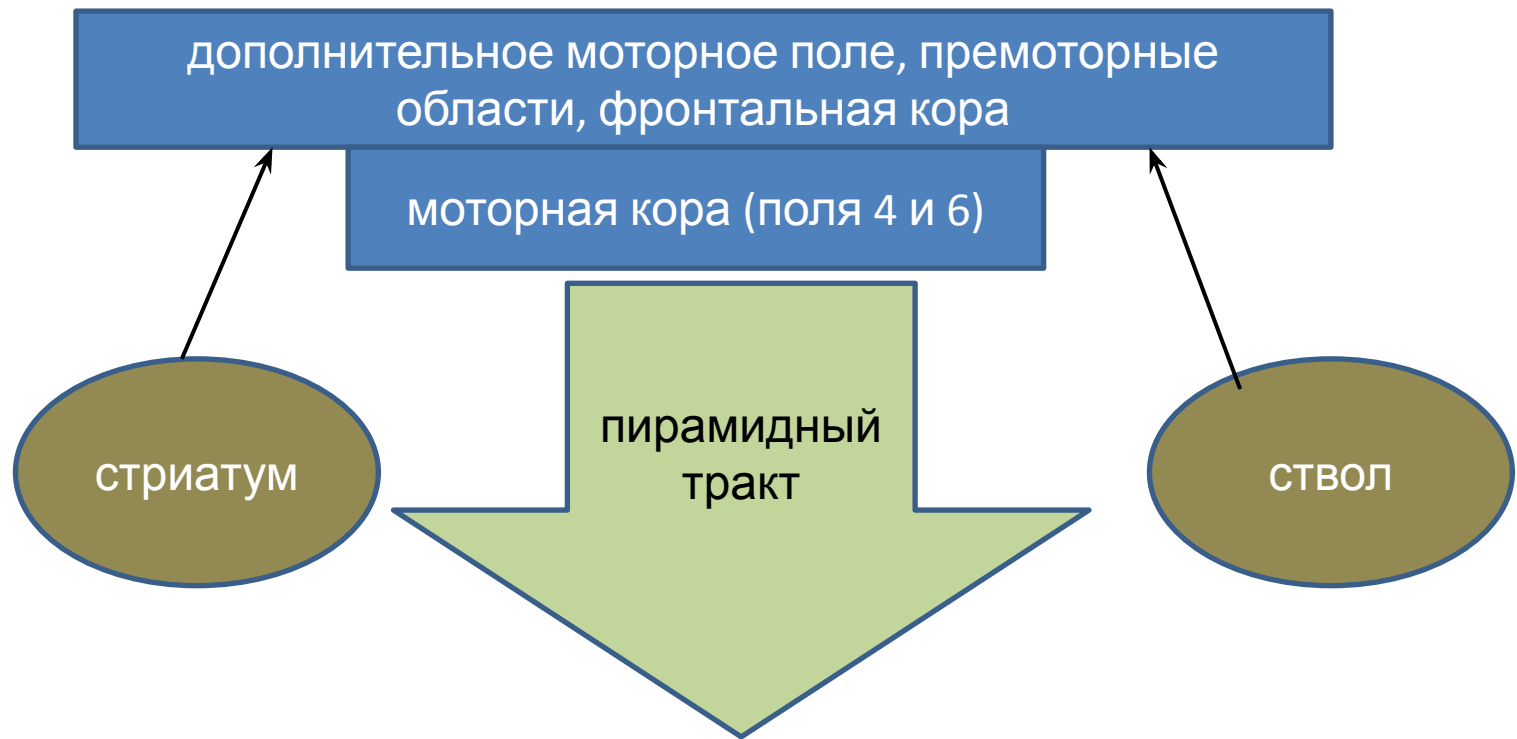 дополнительное моторное поле, премоторные
области, фронтальная кора
моторная кора (поля 4 и 6)
пирамидный
тракт
стриатум
ствол